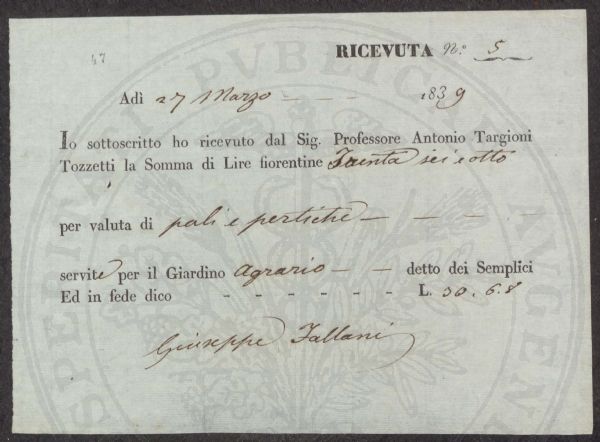 47
RICEVUTA N.o 5
Adì 27 Marzo 1839
Io sottoscritto ho ricevuto dal Sig. Professore Antonio Targioni
Tozzetti la Somma di Lire fiorentine Trenta sei e otto
per valuta di pali e pertiche
servite per il Giardino Agrario detto dei Semplici
Ed in fede dico - - - - - - L. 30.6.8
Giuseppe Fallani